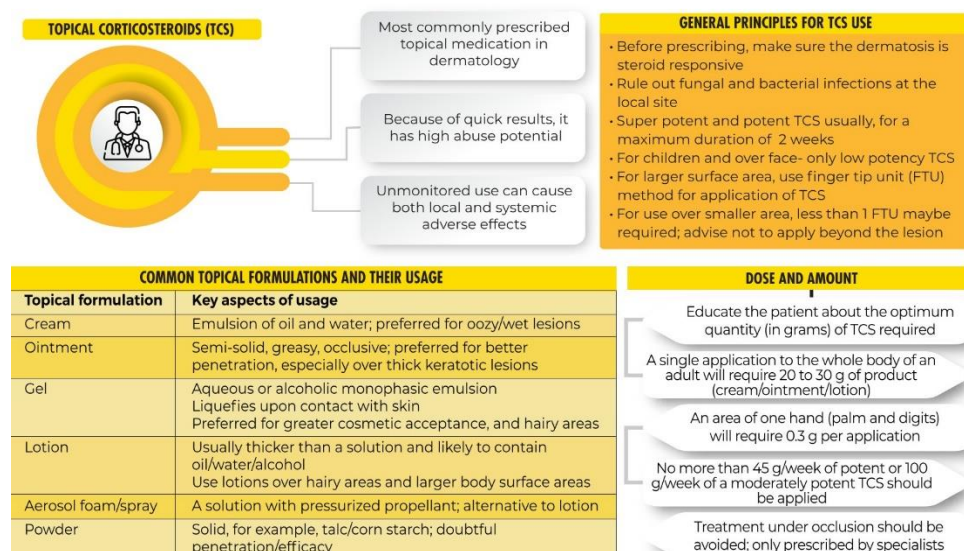 TOPICAL CORTICOSTEROIDS (TCS)
Most commonly prescribed
topical medication in
dermatology
Because of quick results, it
has high abuse potential
Unmonitored use can cause
both local and systemic
adverse effects
GENERAL PRINCIPLES FOR TCS USE
• Before prescribing, make sure the dermatosis is
steroid responsive
• Rule out fungal and bacterial infections at the
local site
• Super potent and potent TCS usually, for a
maximum duration of 2 weeks
• For children and over face- only low potency TCS
• For larger surface area, use finger tip unit (FTU)
method for application of TCS
• For use over smaller area, less than 1 FTU maybe
required; advise not to apply beyond the lesion
COMMON TOPICAL FORMULATIONS AND THEIR USAGE
Topical formulation Key aspects of usage
Cream Emulsion of oil and water; preferred for oozy/wet lesions
Ointment Semi-solid, greasy, occlusive; preferred for better
penetration, especially over thick keratotic lesions
Gel Aqueous or alcoholic monophasic emulsion
Liquefies upon contact with skin
Preferred for greater cosmetic acceptance, and hairy areas
Lotion Usually thicker than a solution and likely to contain
oil/water/alcohol
Use lotions over hairy areas and larger body surface areas
Aerosol foam/spray A solution with pressurized propellant; alternative to lotion
Powder Solid, for example, talc/corn starch; doubtful
penetration/efficacy
DOSE AND AMOUNT
Educate the patient about the optimum
quantity (in grams) of TCS required
A single application to the whole body of an
adult will require 20 to 30 g of product
(cream/ointment/lotion)
An area of one hand (palm and digits)
will require 0.3 g per application
No more than 45 g/week of potent or 100
g/week of a moderately potent TCS should
be applied
Treatment under occlusion should be
avoided; only prescribed by specialists